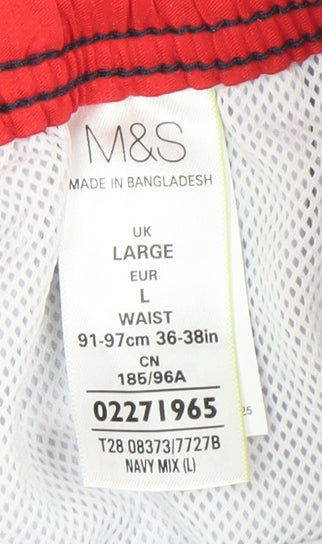 M&S
MADE IN BANGLADESH
UK
LARGE
EUR
L
WAIST
91-97cm 36-38in
CN
185/96A
02271965
T28 08373/7727B
NAVY MIX (L)
25